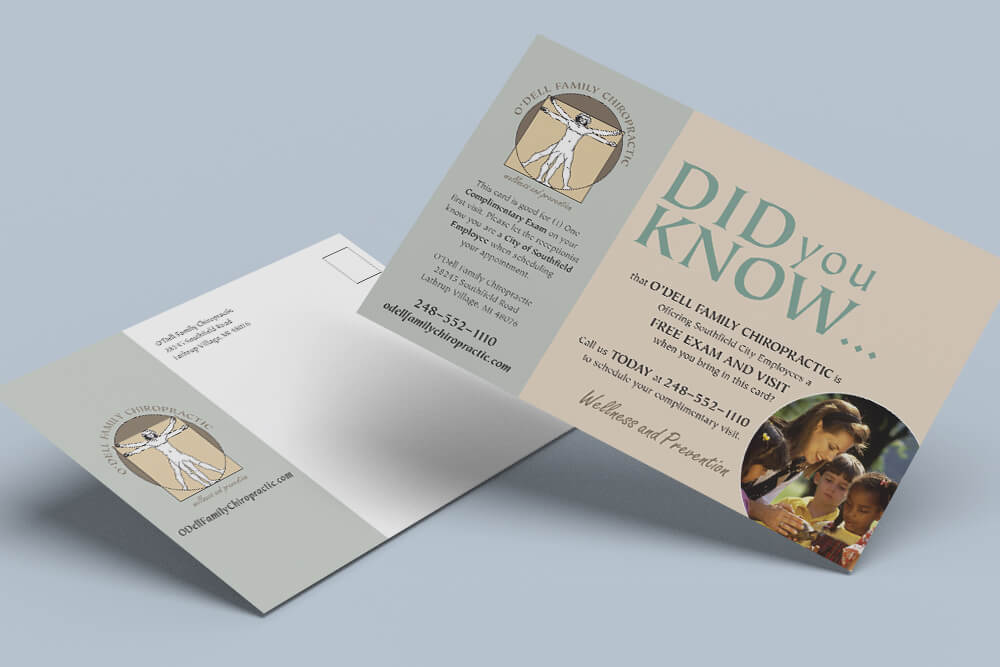 O'DELL FAMILY CHIROPRACTIC
wellness and prevention
This card is good for (1) One
Complimentary Exam on your
first visit. Please let the receptionist
know you are a City of Southfield
Employee when scheduling
your appointment.
O'Dell Family Chiropractic
28245 Southfield Road
Lathrup Village, MI 48076
248-552-1110
odellfamilychiropractic.com
DID you
KNOW...
that O'DELL FAMILY CHIROPRACTIC is
Offering Southfield City Employees a
FREE EXAM AND VISIT
when you bring in this card?
Call us TODAY at 248-552-1110
to schedule your complimentary visit.
Wellness and Prevention
O'Dell Family Chiropractic
28245 Southfield Road
Lathrup Village, MI 48076
O'DELL FAMILY CHIROPRACTIC
wellness and prevention
ODellFamilyChiropractic.com